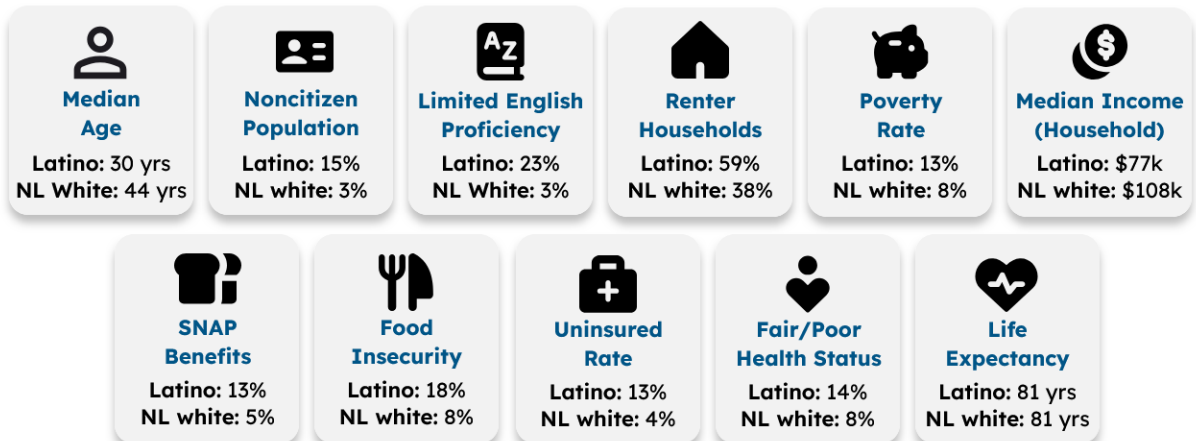 AZ
Median
Age
Latino: 30 yrs
NL White: 44 yrs
Noncitizen
Population
Latino: 15%
NL white: 3%
Limited English
Proficiency
Latino: 23%
NL White: 3%
Renter
Households
Latino: 59%
NL white: 38%
Poverty
Rate
Latino: 13%
NL white: 8%
$
Median Income
(Household)
Latino: $77k
NL white: $108k
SNAP
Benefits
Latino: 13%
NL white: 5%
Food
Insecurity
Latino: 18%
NL white: 8%
Uninsured
Rate
Latino: 13%
NL white: 4%
Fair/Poor
Health Status
Latino: 14%
NL white: 8%
Life
Expectancy
Latino: 81 yrs
NL white: 81 yrs